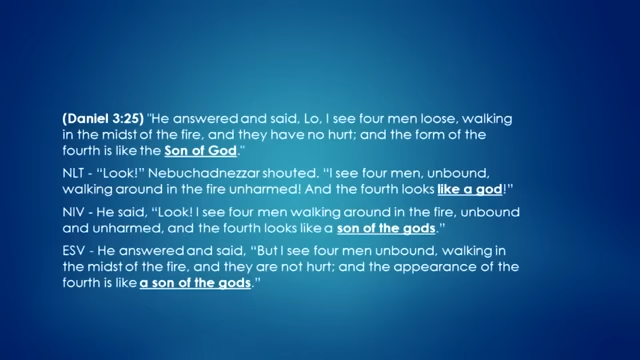 (Daniel 3:25) "He answered and said, Lo, I see four men loose, walking
in the midst of the fire, and they have no hurt; and the form of the
fourth is like the Son of God."
NLT - “Look!” Nebuchadnezzar shouted. “I see four men, unbound,
walking around in the fire unharmed! And the fourth looks like a god!”
NIV - He said, “Look! I see four men walking around in the fire, unbound
and unharmed, and the fourth looks like a son of the gods.”
ESV - He answered and said, “But I see four men unbound, walking in
the midst of the fire, and they are not hurt; and the appearance of the
fourth is like a son of the gods.”